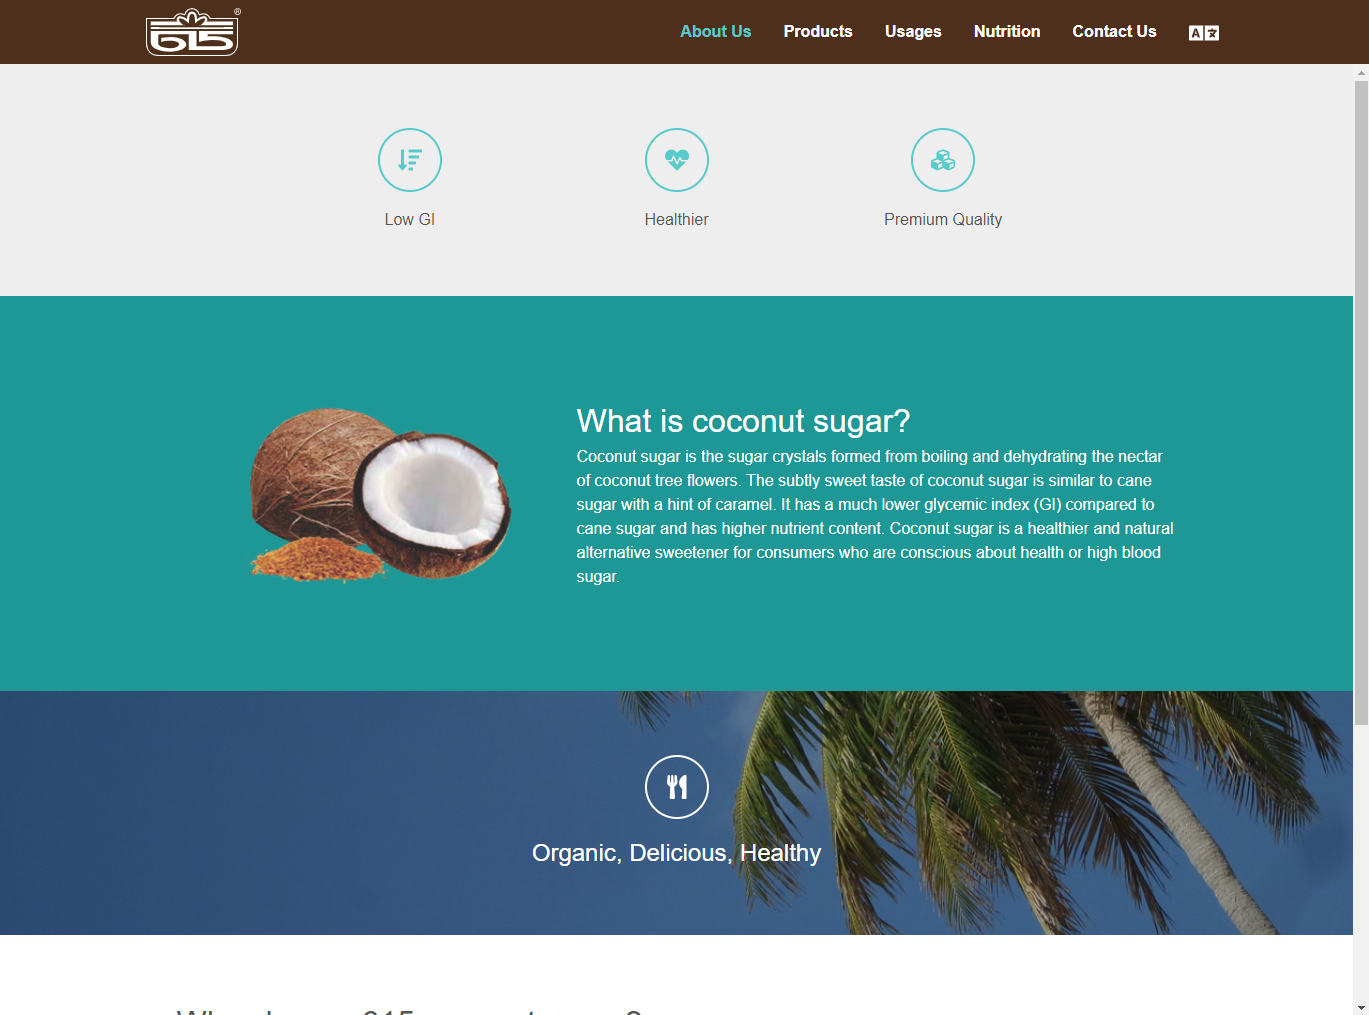 615 ®
About Us
Products
Usages
Nutrition
Contact Us
A
Low GI
Healthier
Premium Quality
What is coconut sugar?
Coconut sugar is the sugar crystals formed from boiling and dehydrating the nectar
of coconut tree flowers. The subtly sweet taste of coconut sugar is similar to cane
sugar with a hint of caramel. It has a much lower glycemic index (GI) compared to
cane sugar and has higher nutrient content. Coconut sugar is a healthier and natural
alternative sweetener for consumers who are conscious about health or high blood
sugar.
Organic, Delicious, Healthy